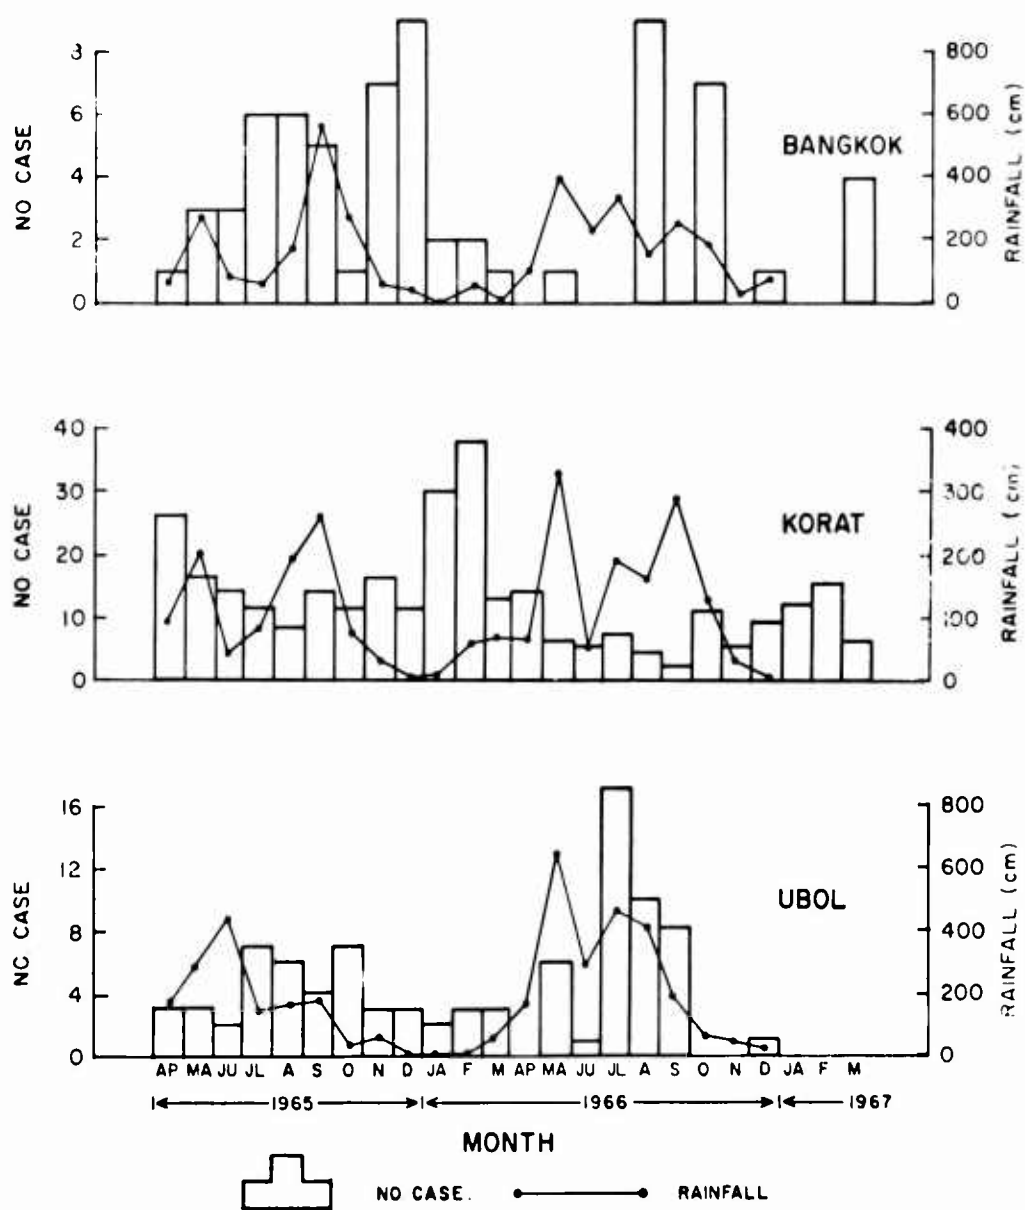 3 800
6 600
4 400
2 200
0 0
NO CASE
BANGKOK
RAINFALL (cm)
40 400
30 300
20 200
10 100
0 0
NO CASE
KORAT
RAINFALL (cm)
16 800
12 600
8 400
4 200
0 0
NC CASE
UBOL
RAINFALL (cm)
AP MA JU JL A S O N D JA F M AP MA JU JL A S O N D JA F M
1965 1966 1967
MONTH
NO CASE. RAINFALL